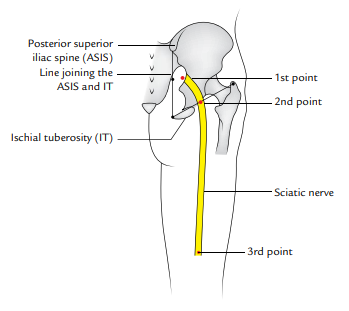 Posterior superior
iliac spine (ASIS)
Line joining the
ASIS and IT
Ischial tuberosity (IT)
1st point
2nd point
Sciatic nerve
3rd point